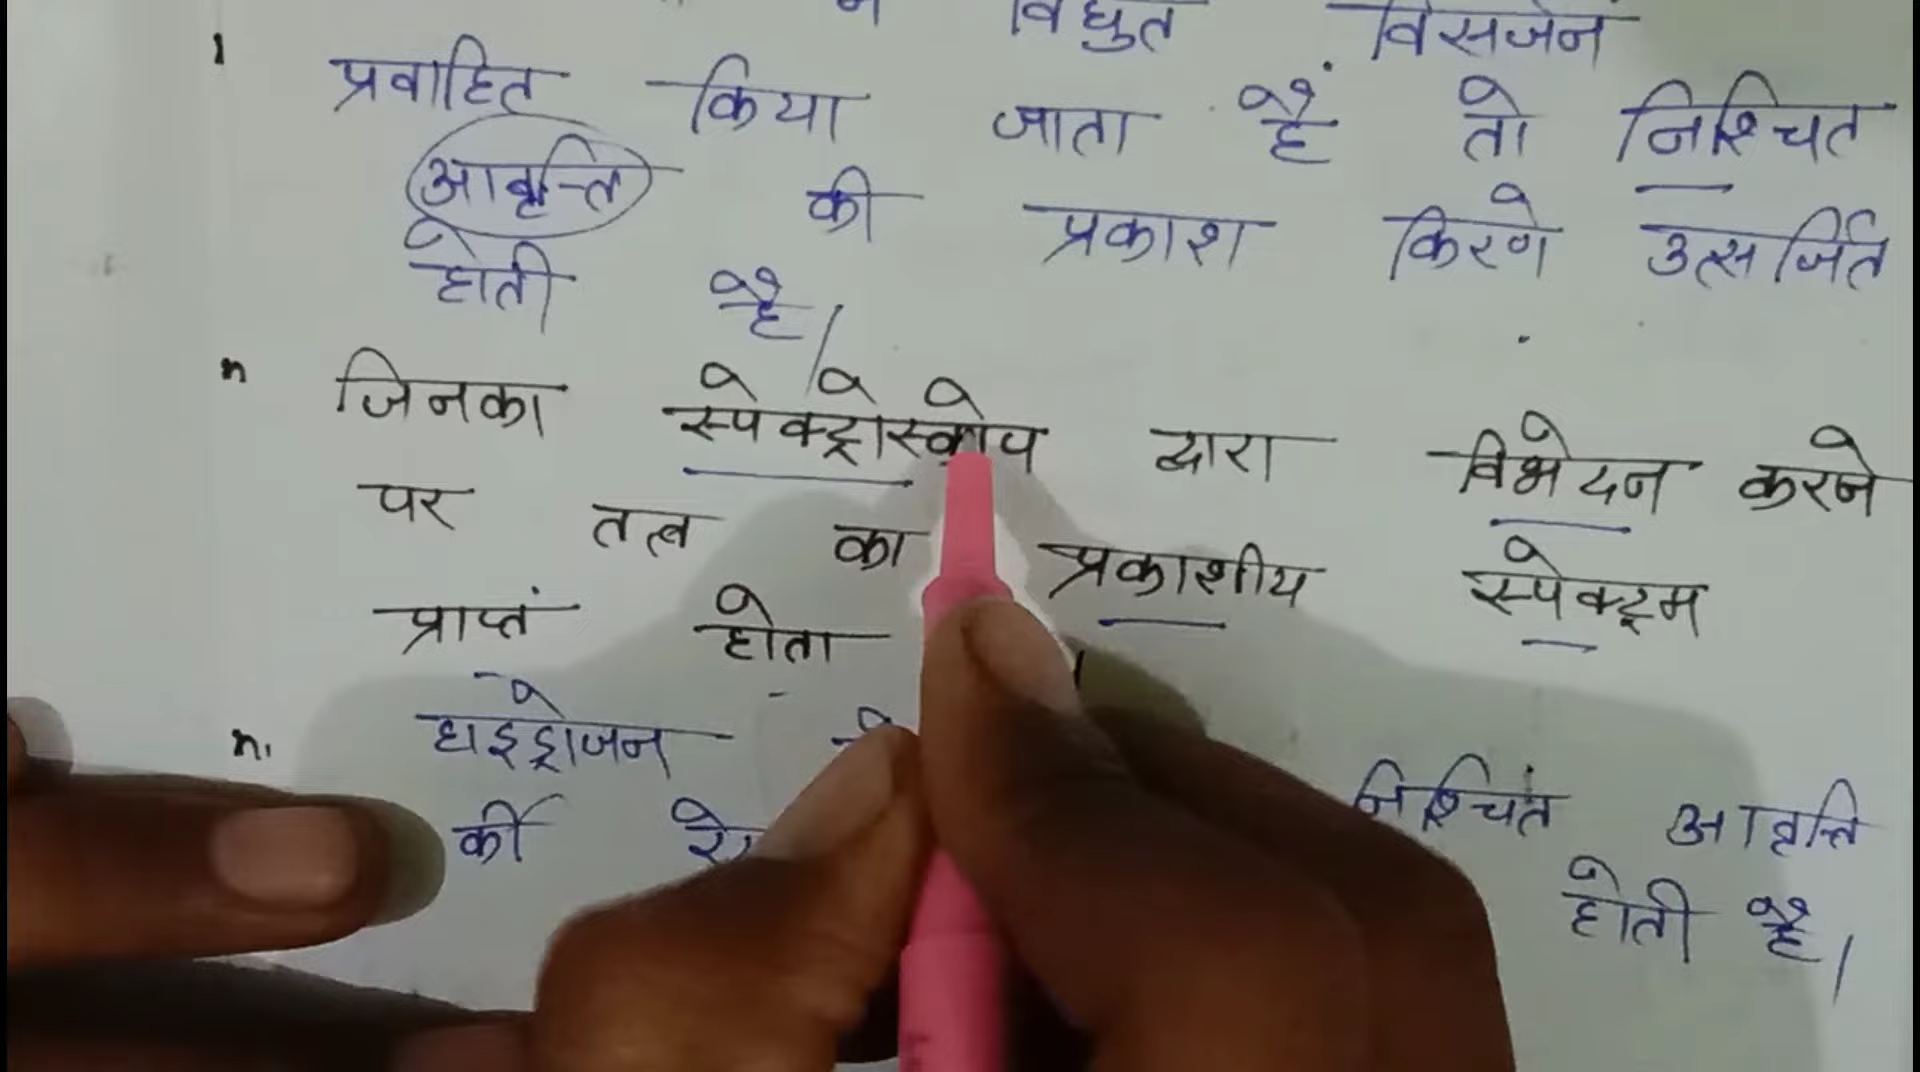 विद्युत विसर्जन
प्रवाहित किया जाता हैं तो निश्चित
आवृत्ति की प्रकाश किरणे उत्सर्जित
होती है।
जिनका स्पेक्ट्रोस्कोप द्वारा विभेदन करने
पर तत्व का प्रकाशीय स्पेक्ट्रम
प्राप्तं होता
हाइड्रोजन निश्चित आवृत्ति
र्की होती है।